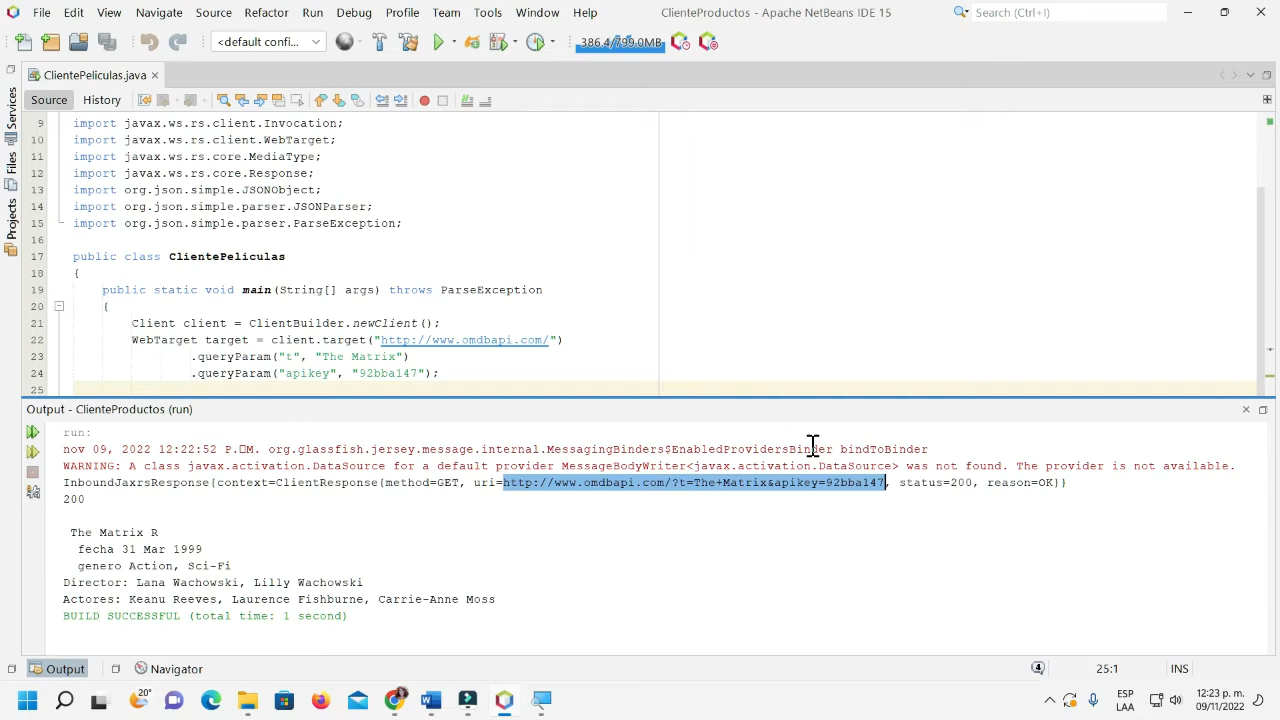 File Edit View Navigate Source Refactor Run Debug Profile Team Tools Window Help ClienteProductos - Apache NetBeans IDE 15 Search (Ctrl+I)
<default confi... 386.4/799.0MB
ClientePeliculas.java
Source History
Services
Files
Projects
9 import javax.ws.rs.client.Invocation;
10 import javax.ws.rs.client.WebTarget;
11 import javax.ws.rs.core.MediaType;
12 import javax.ws.rs.core.Response;
13 import org.json.simple.JSONObject;
14 import org.json.simple.parser.JSONParser;
15 import org.json.simple.parser.ParseException;
16
17 public class ClientePeliculas
18 {
19 public static void main(String[] args) throws ParseException
20 {
21 Client client = ClientBuilder.newClient();
22 WebTarget target = client.target("http://www.omdbapi.com/")
23 .queryParam("t", "The Matrix")
24 .queryParam("apikey", "92bba147");
25
Output - ClienteProductos (run)
run:
nov 09, 2022 12:22:52 P.□M. org.glassfish.jersey.message.internal.MessagingBinders$EnabledProvidersBinder bindToBinder
WARNING: A class javax.activation.DataSource for a default provider MessageBodyWriter<javax.activation.DataSource> was not found. The provider is not available.
InboundJaxrsResponse{context=ClientResponse{method=GET, uri=http://www.omdbapi.com/?t=The+Matrix&apikey=92bba147, status=200, reason=OK}}
200
The Matrix R
fecha 31 Mar 1999
genero Action, Sci-Fi
Director: Lana Wachowski, Lilly Wachowski
Actores: Keanu Reeves, Laurence Fishburne, Carrie-Anne Moss
BUILD SUCCESSFUL (total time: 1 second)
Output Navigator 4 25:1 INS
20° ESP LAA 12:23 p. m. 09/11/2022